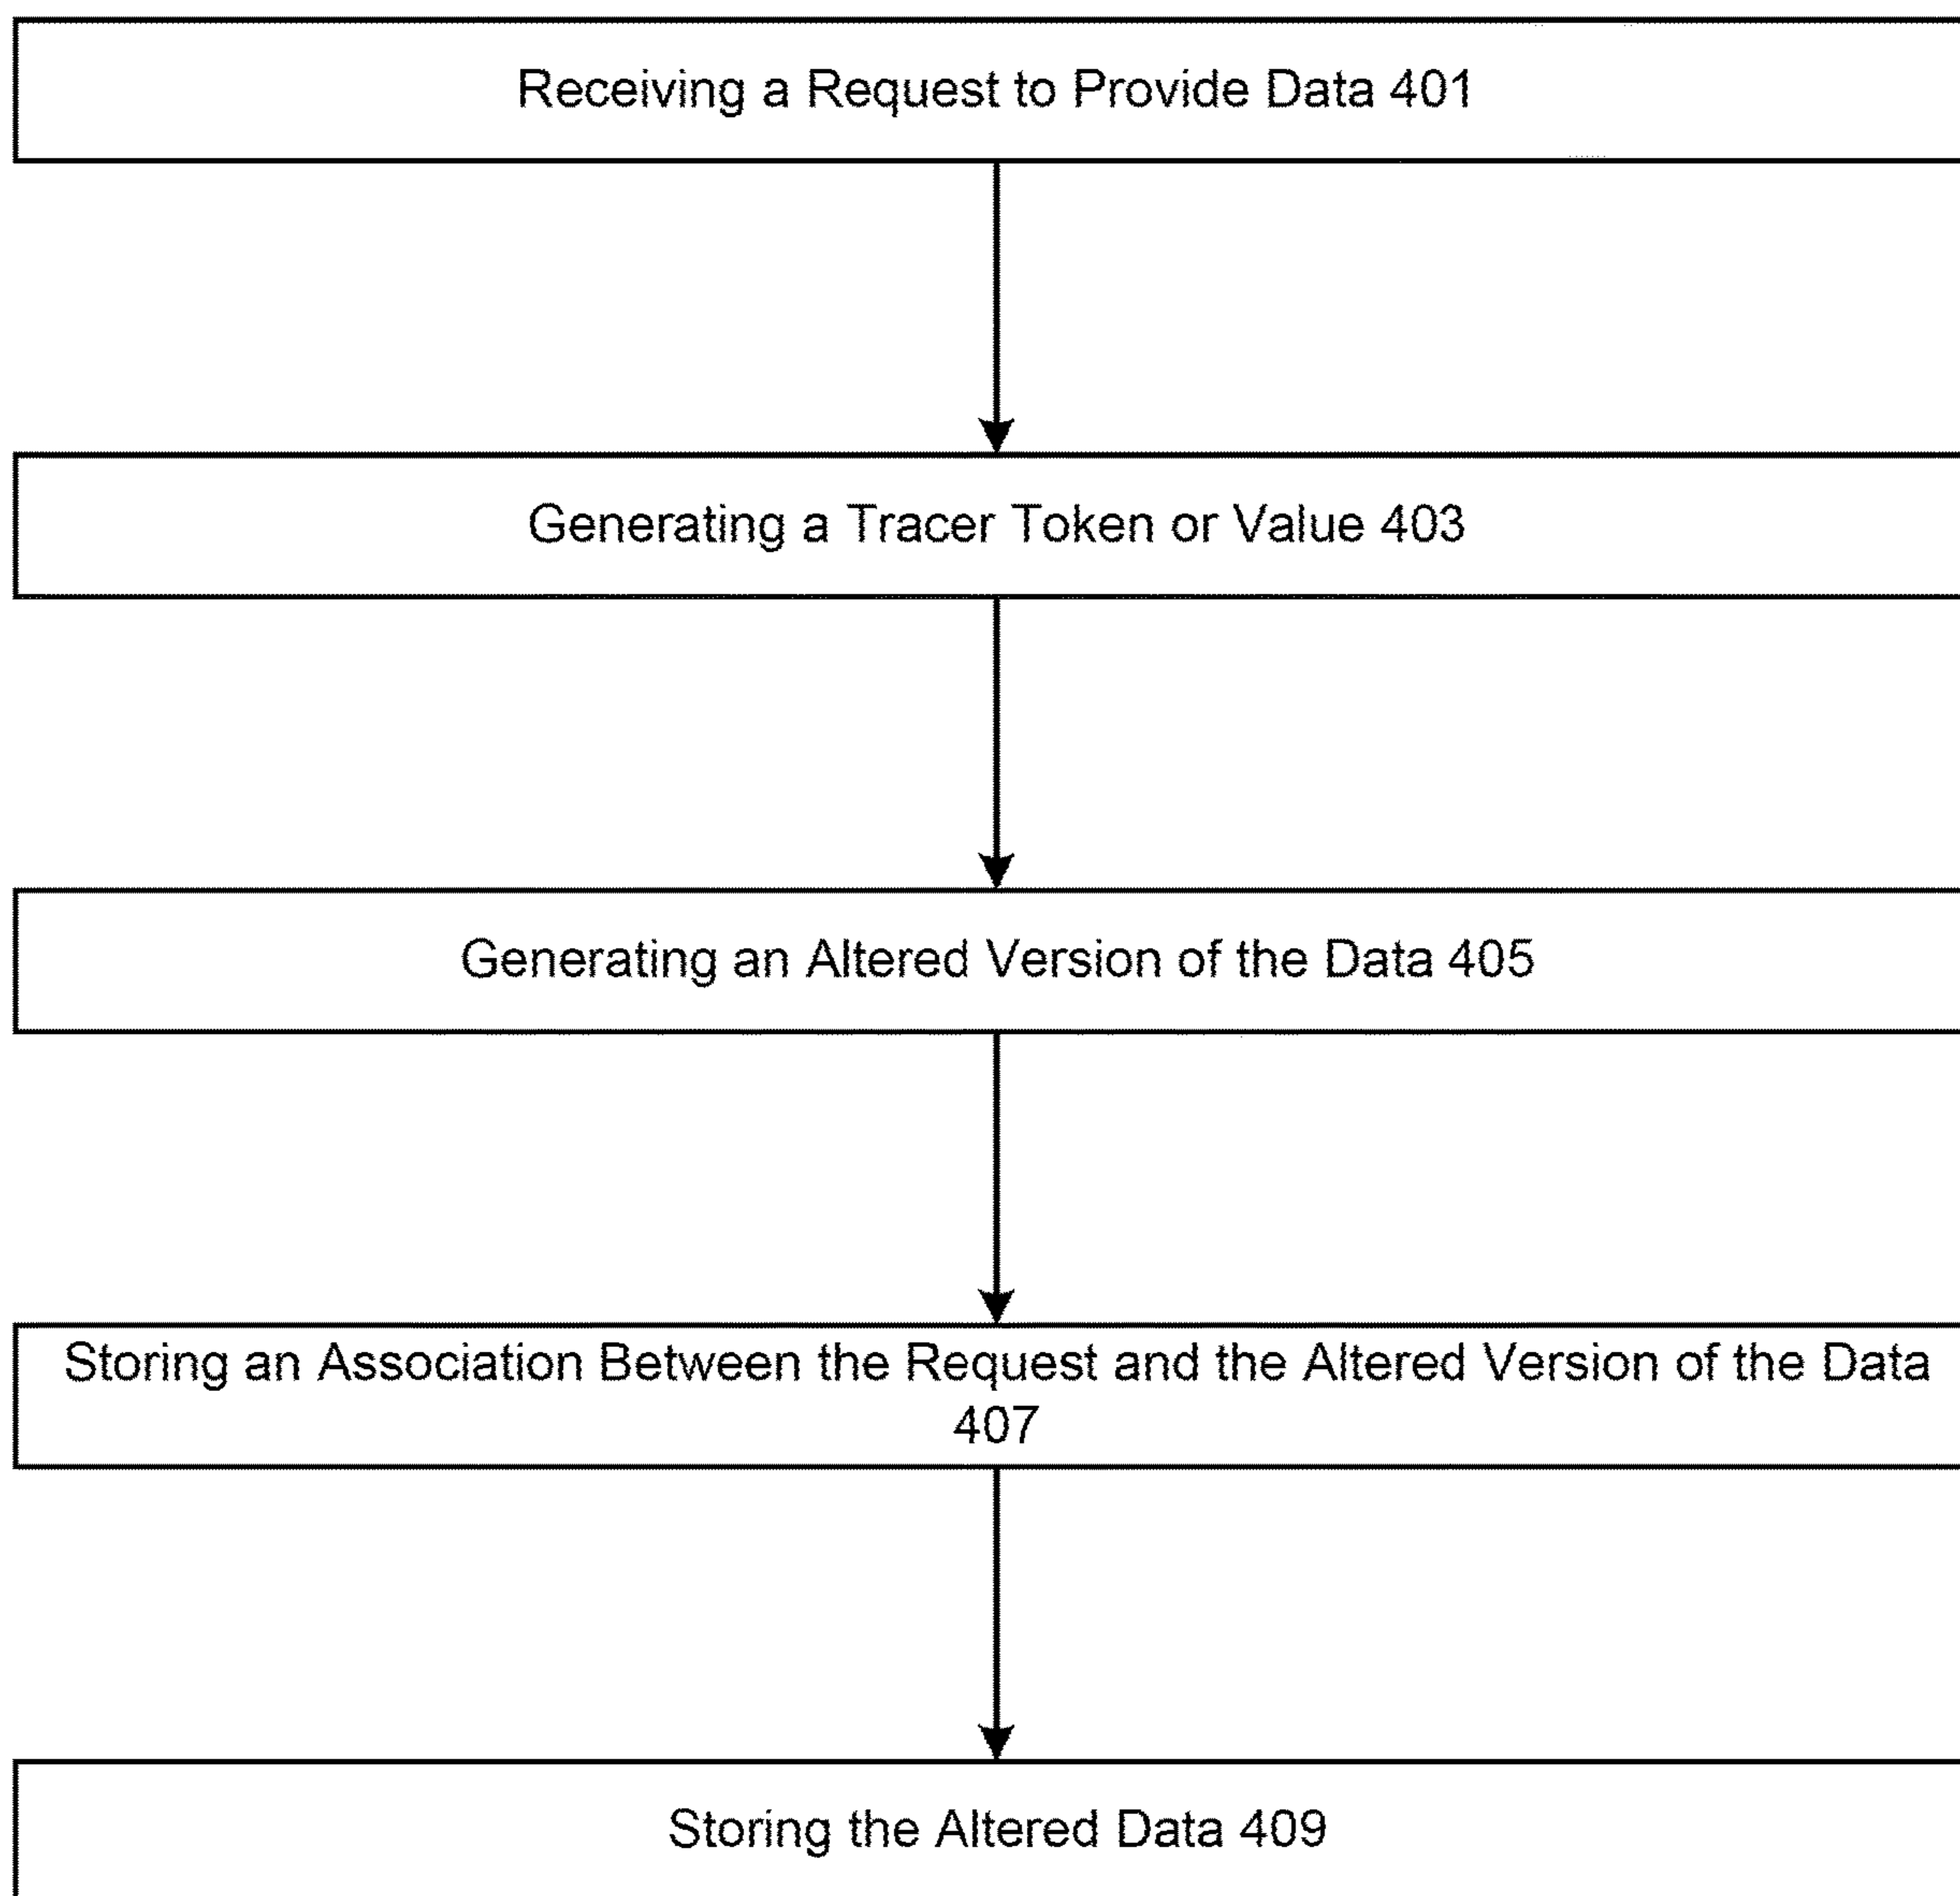 Receiving a Request to Provide Data 401
Generating a Tracer Token or Value 403
Generating an Altered Version of the Data 405
Storing an Association Between the Request and the Altered Version of the Data
407
Storing the Altered Data 409